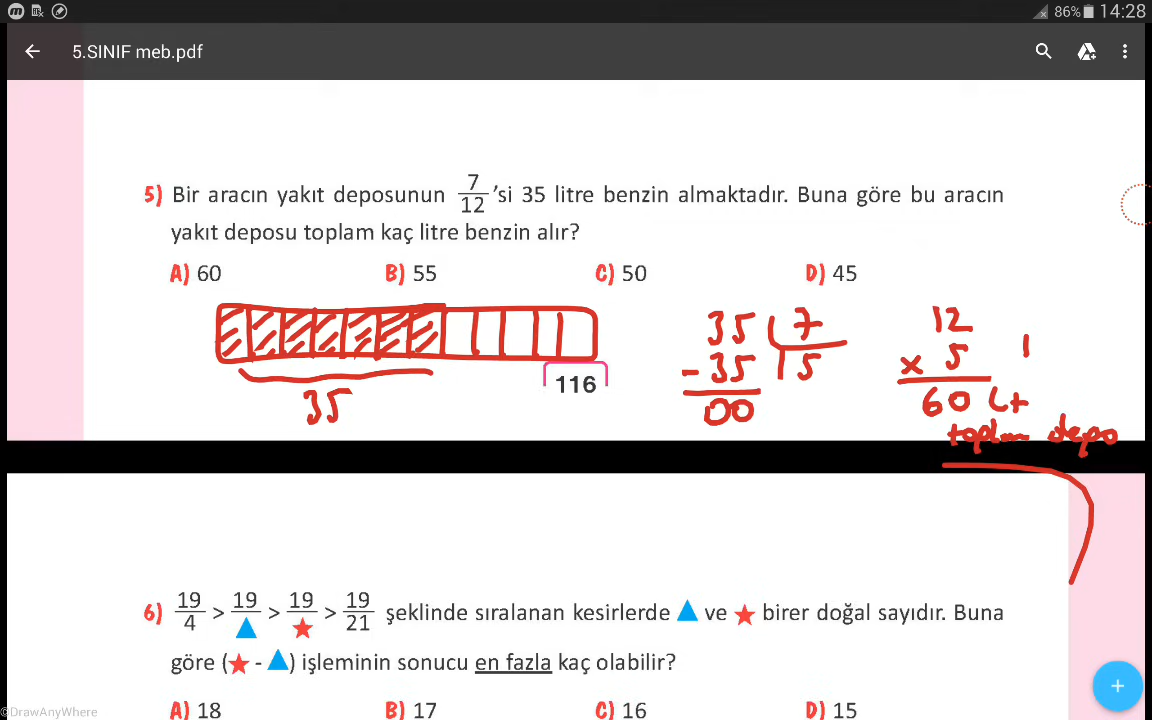 86% 14:28
5.SINIF meb.pdf
5) Bir aracın yakıt deposunun 7/12 'si 35 litre benzin almaktadır. Buna göre bu aracın
yakıt deposu toplam kaç litre benzin alır?
A) 60 B) 55 C) 50 D) 45
35
116
35 7
- 35 5
00
12
x 5
60 Lt
toplam depo
6) 19/4 > 19/▲ > 19/★ > 19/21 şeklinde sıralanan kesirlerde ▲ ve ★ birer doğal sayıdır. Buna
göre (★ - ▲) işleminin sonucu en fazla kaç olabilir?
A) 18 B) 17 C) 16 D) 15
©DrawAnyWhere